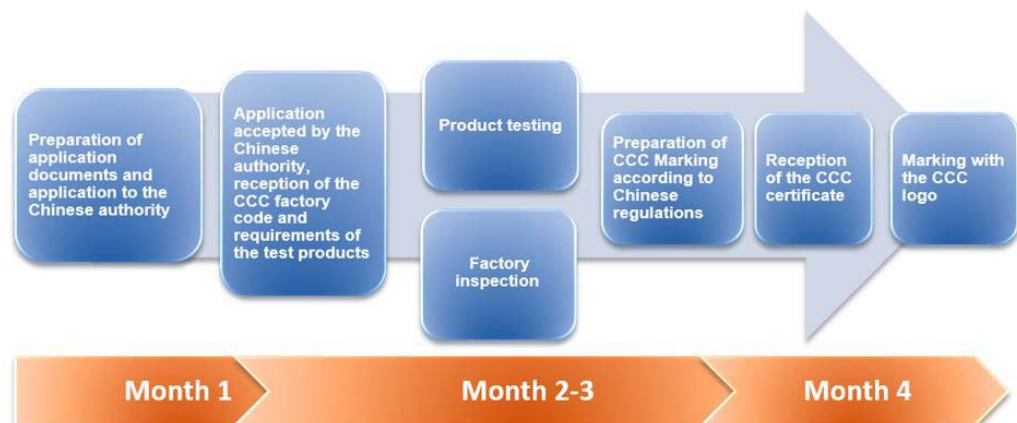 Preparation of
application
documents and
application to the
Chinese authority
Application
accepted by the
Chinese
authority,
reception of the
CCC factory
code and
requirements of
the test products
Product testing
Factory
inspection
Preparation of
CCC Marking
according to
Chinese
regulations
Reception
of the CCC
certificate
Marking with
the CCC
logo
Month 1
Month 2-3
Month 4